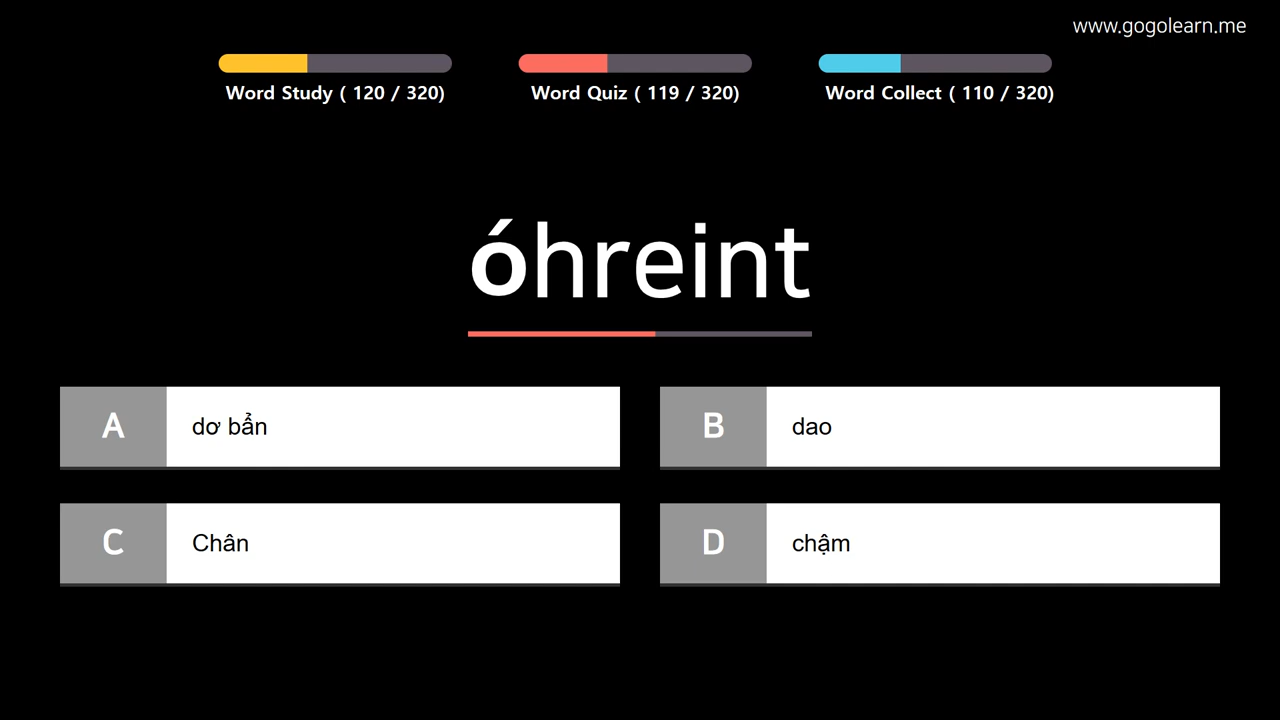 www.gogolearn.me
Word Study ( 120 / 320)
Word Quiz ( 119 / 320)
Word Collect ( 110 / 320)
óhreint
A dơ bẩn
B dao
C Chân
D chậm